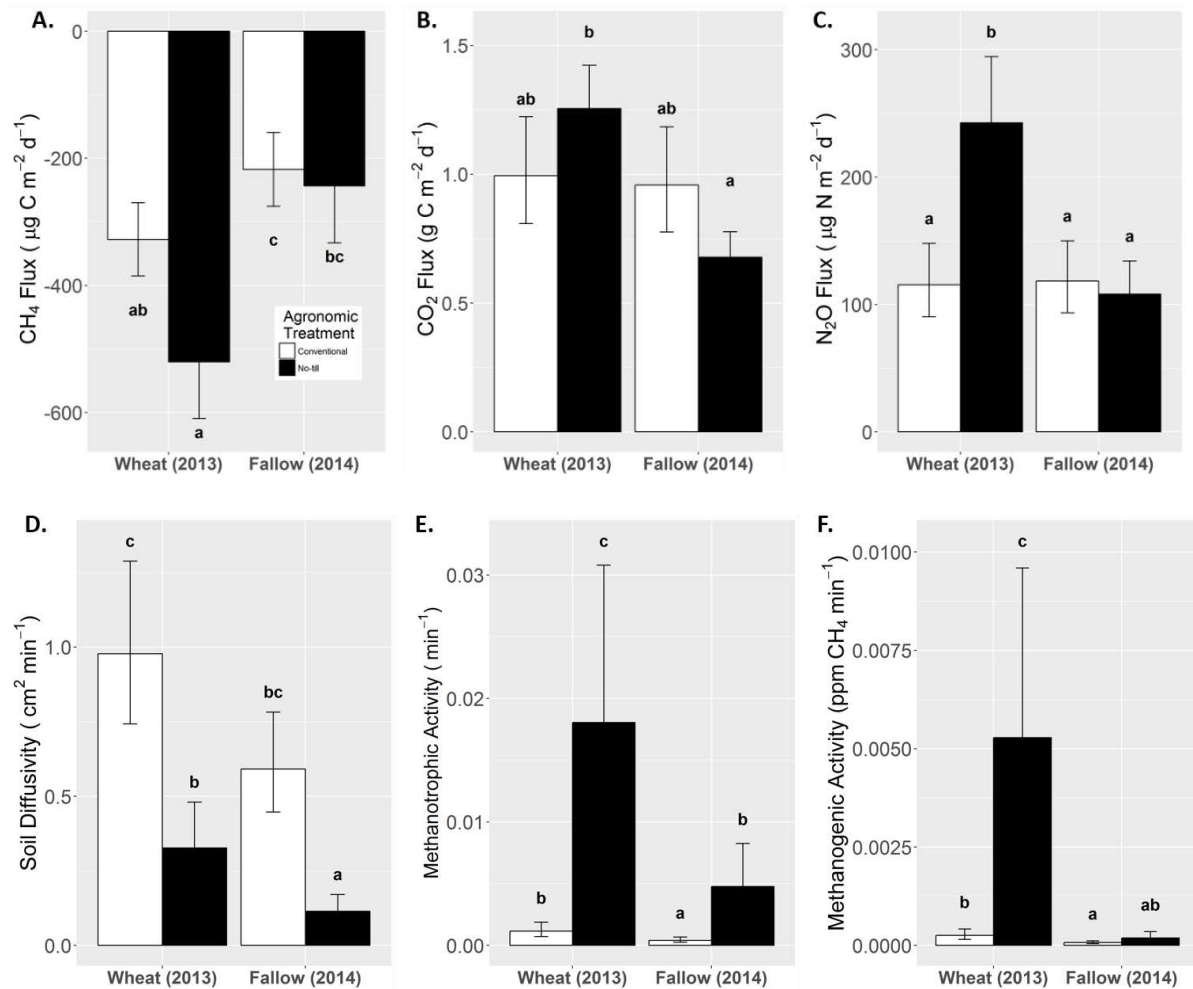 A.
CH₄ Flux ( µg C m⁻² d⁻¹)
0
-200
-400
-600
ab
a
c
bc
Agronomic
Treatment
Conventional
No-till
Wheat (2013) Fallow (2014)
B.
CO₂ Flux (g C m⁻² d⁻¹)
1.5
1.0
0.5
0.0
ab
b
ab
a
Wheat (2013) Fallow (2014)
C.
N₂O Flux ( µg N m⁻² d⁻¹)
300
200
100
0
a
b
a
a
Wheat (2013) Fallow (2014)
D.
Soil Diffusivity ( cm² min⁻¹)
1.0
0.5
0.0
c
b
bc
a
Wheat (2013) Fallow (2014)
E.
Methanotrophic Activity ( min⁻¹)
0.03
0.02
0.01
0.00
b
c
a
b
Wheat (2013) Fallow (2014)
F.
Methanogenic Activity (ppm CH₄ min⁻¹)
0.0100
0.0075
0.0050
0.0025
0.0000
b
c
a
ab
Wheat (2013) Fallow (2014)